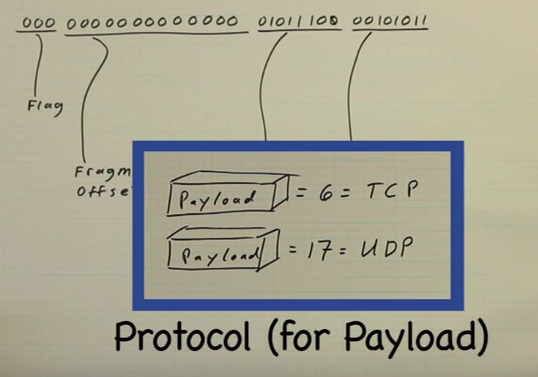 000 0000000000000 01011100 00101011
Flag
Fragm
Offse
Payload = 6 = TCP
Payload = 17 = UDP
Protocol (for Payload)